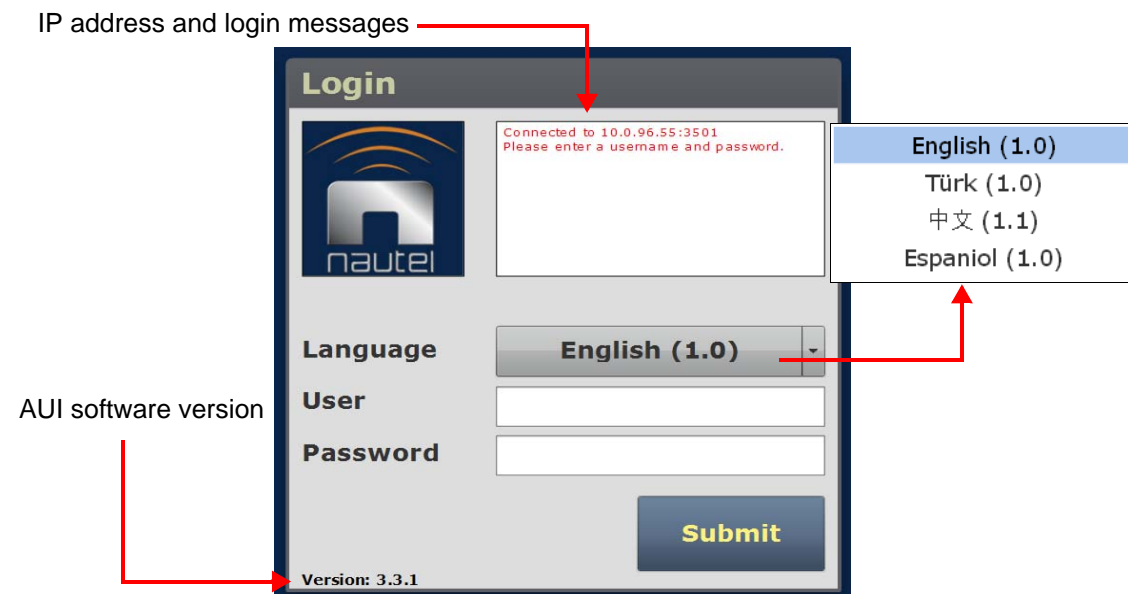 IP address and login messages
Login
Connected to 10.0.96.55:3501
Please enter a username and password.
nautel
English (1.0)
Türk (1.0)
中文 (1.1)
Espaniol (1.0)
Language
English (1.0)
AUI software version
User
Password
Submit
Version: 3.3.1